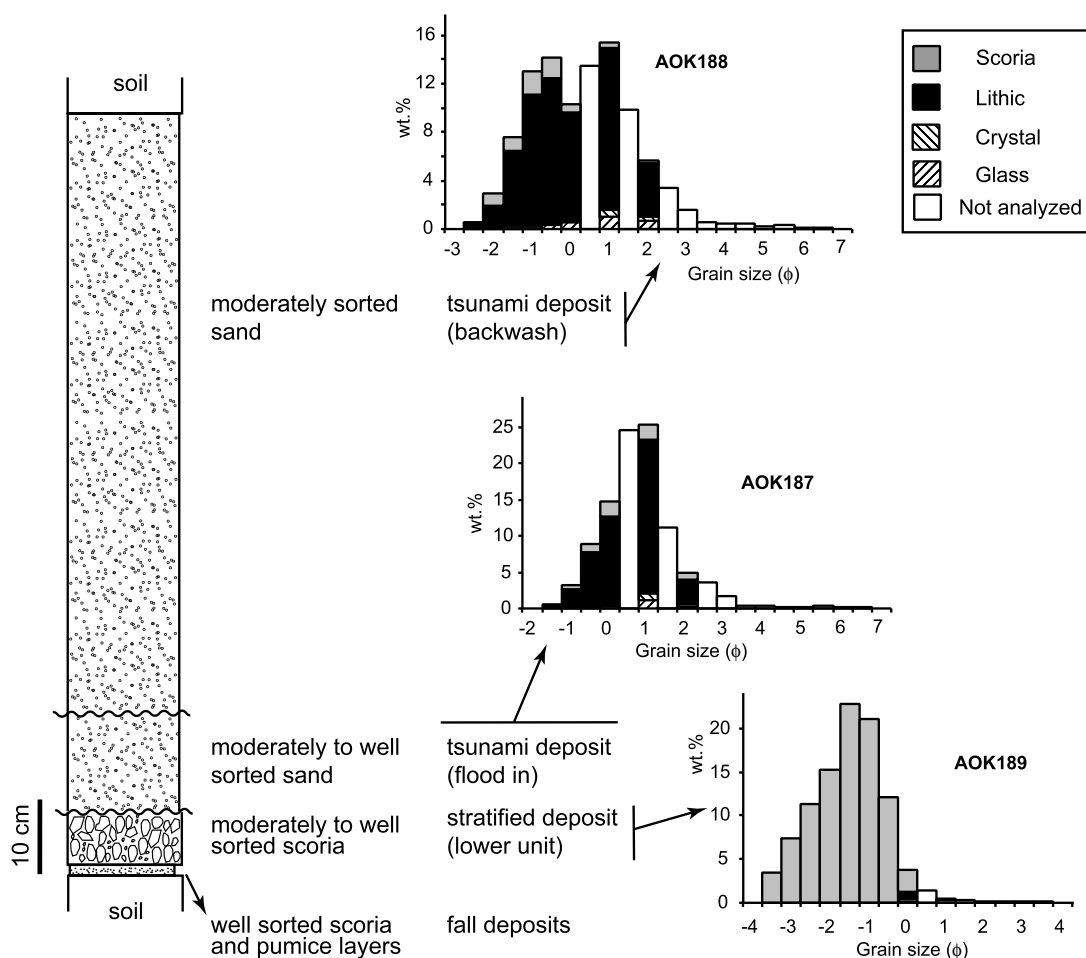 soil
moderately sorted
sand
moderately to well
sorted sand
moderately to well
sorted scoria
10 cm
soil
well sorted scoria
and pumice layers
tsunami deposit
(backwash)
tsunami deposit
(flood in)
stratified deposit
(lower unit)
fall deposits
AOK188
wt.%
16
12
8
4
0
-3 -2 -1 0 1 2 3 4 5 6 7
Grain size (ϕ)
AOK187
wt.%
25
20
15
10
5
0
-2 -1 0 1 2 3 4 5 6 7
Grain size (ϕ)
AOK189
wt.%
20
15
10
5
0
-4 -3 -2 -1 0 1 2 3 4
Grain size (ϕ)
Scoria
Lithic
Crystal
Glass
Not analyzed